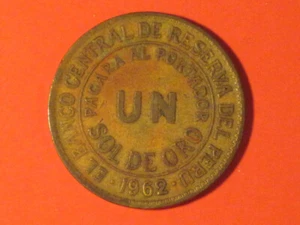 EL BANCO CENTRAL DE RESERVA DEL PERU
PAGARA AL PORTADOR
UN
SOL DE ORO
·1962·